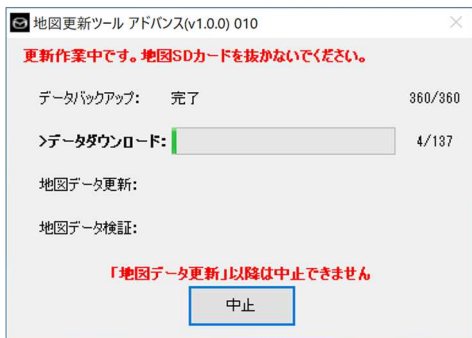 地図更新ツール アドバンス(v1.0.0) 010
更新作業中です。地図SDカードを抜かないでください。
データバックアップ: 完了 360/360
>データダウンロード: 4/137
地図データ更新:
地図データ検証:
「地図データ更新」以降は中止できません
中止